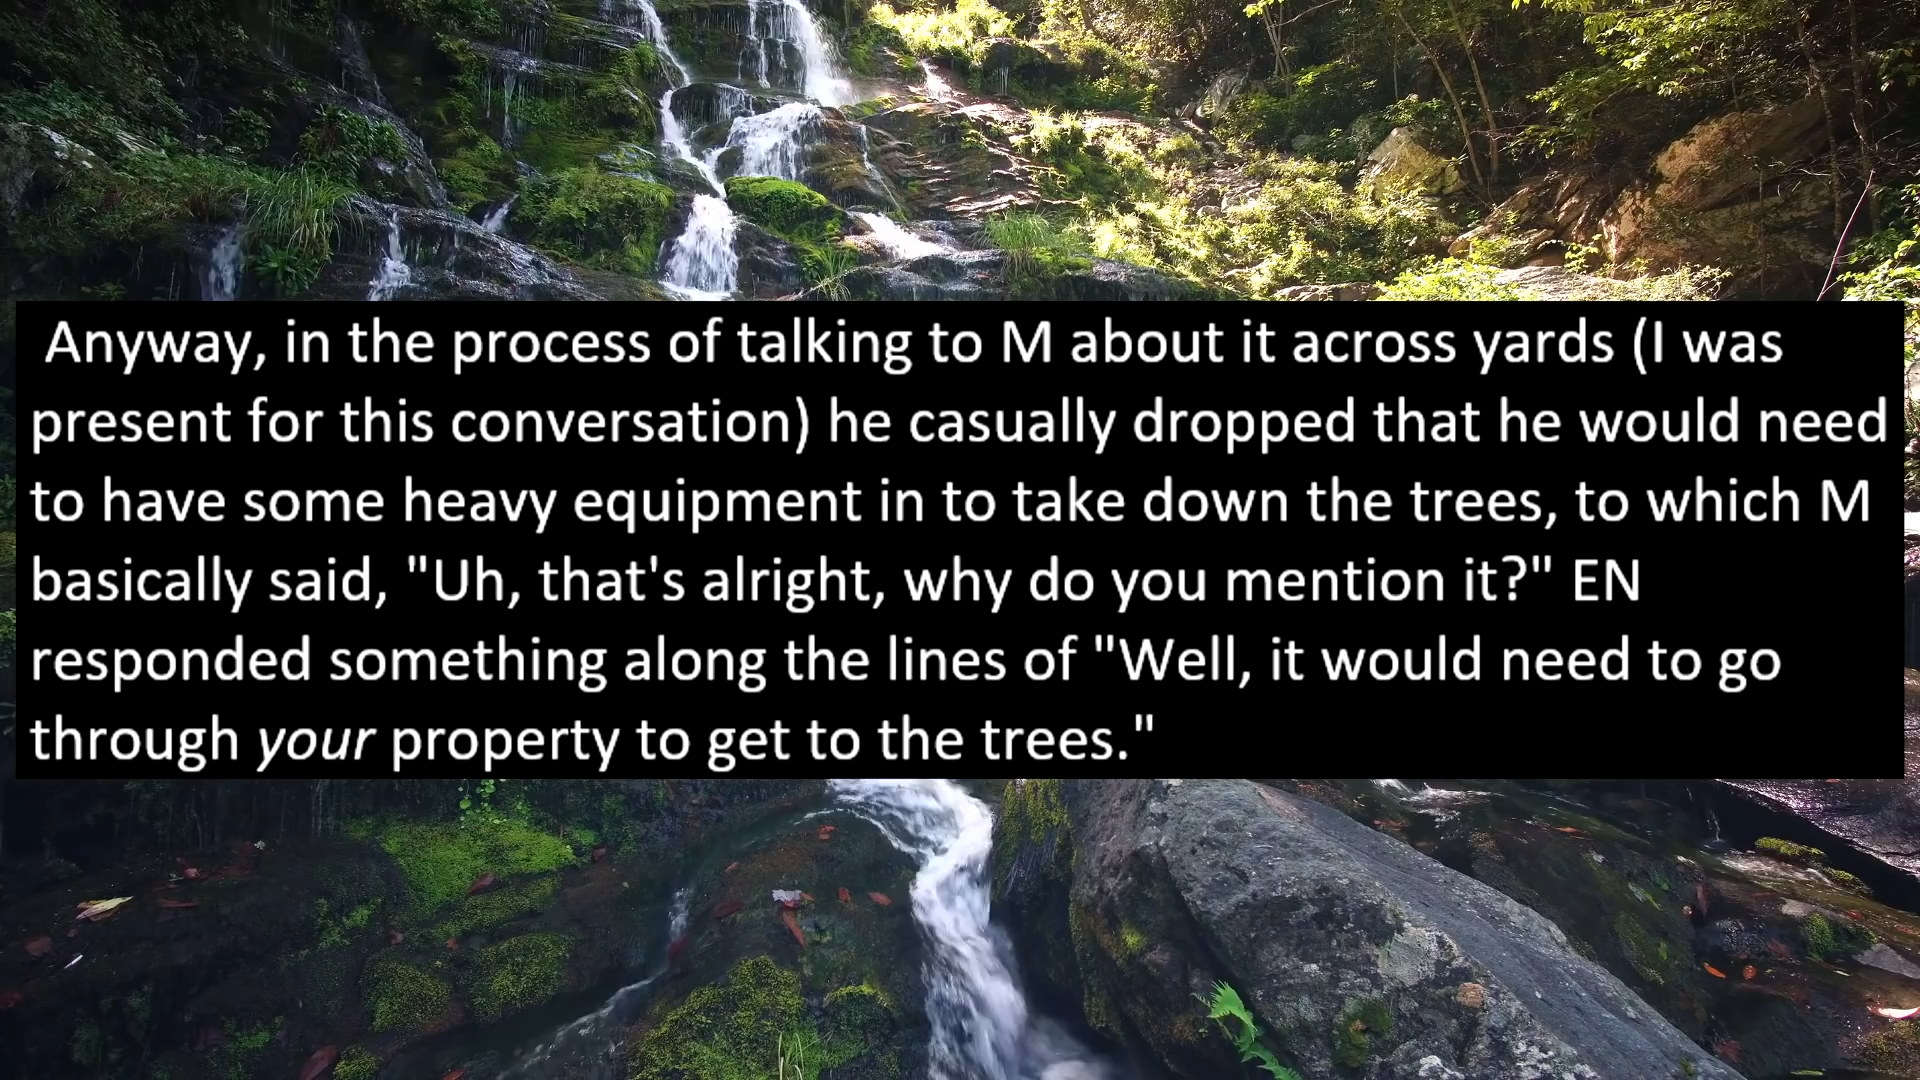 Anyway, in the process of talking to M about it across yards (I was
present for this conversation) he casually dropped that he would need
to have some heavy equipment in to take down the trees, to which M
basically said, "Uh, that's alright, why do you mention it?" EN
responded something along the lines of "Well, it would need to go
through your property to get to the trees."